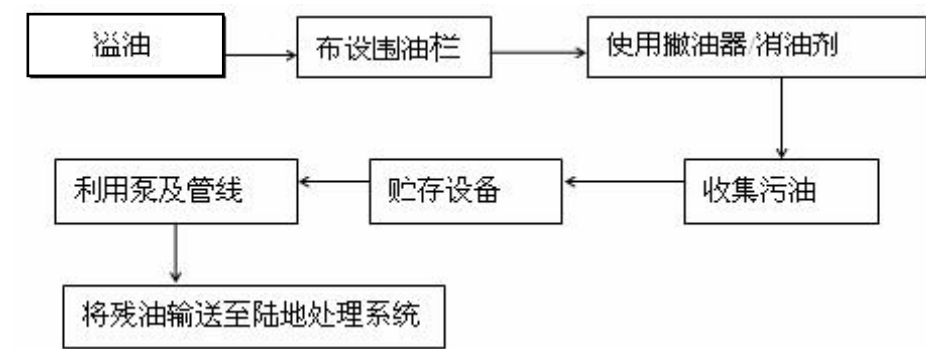 溢油
布设围油栏
使用撇油器/消油剂
收集污油
贮存设备
利用泵及管线
将残油输送至陆地处理系统